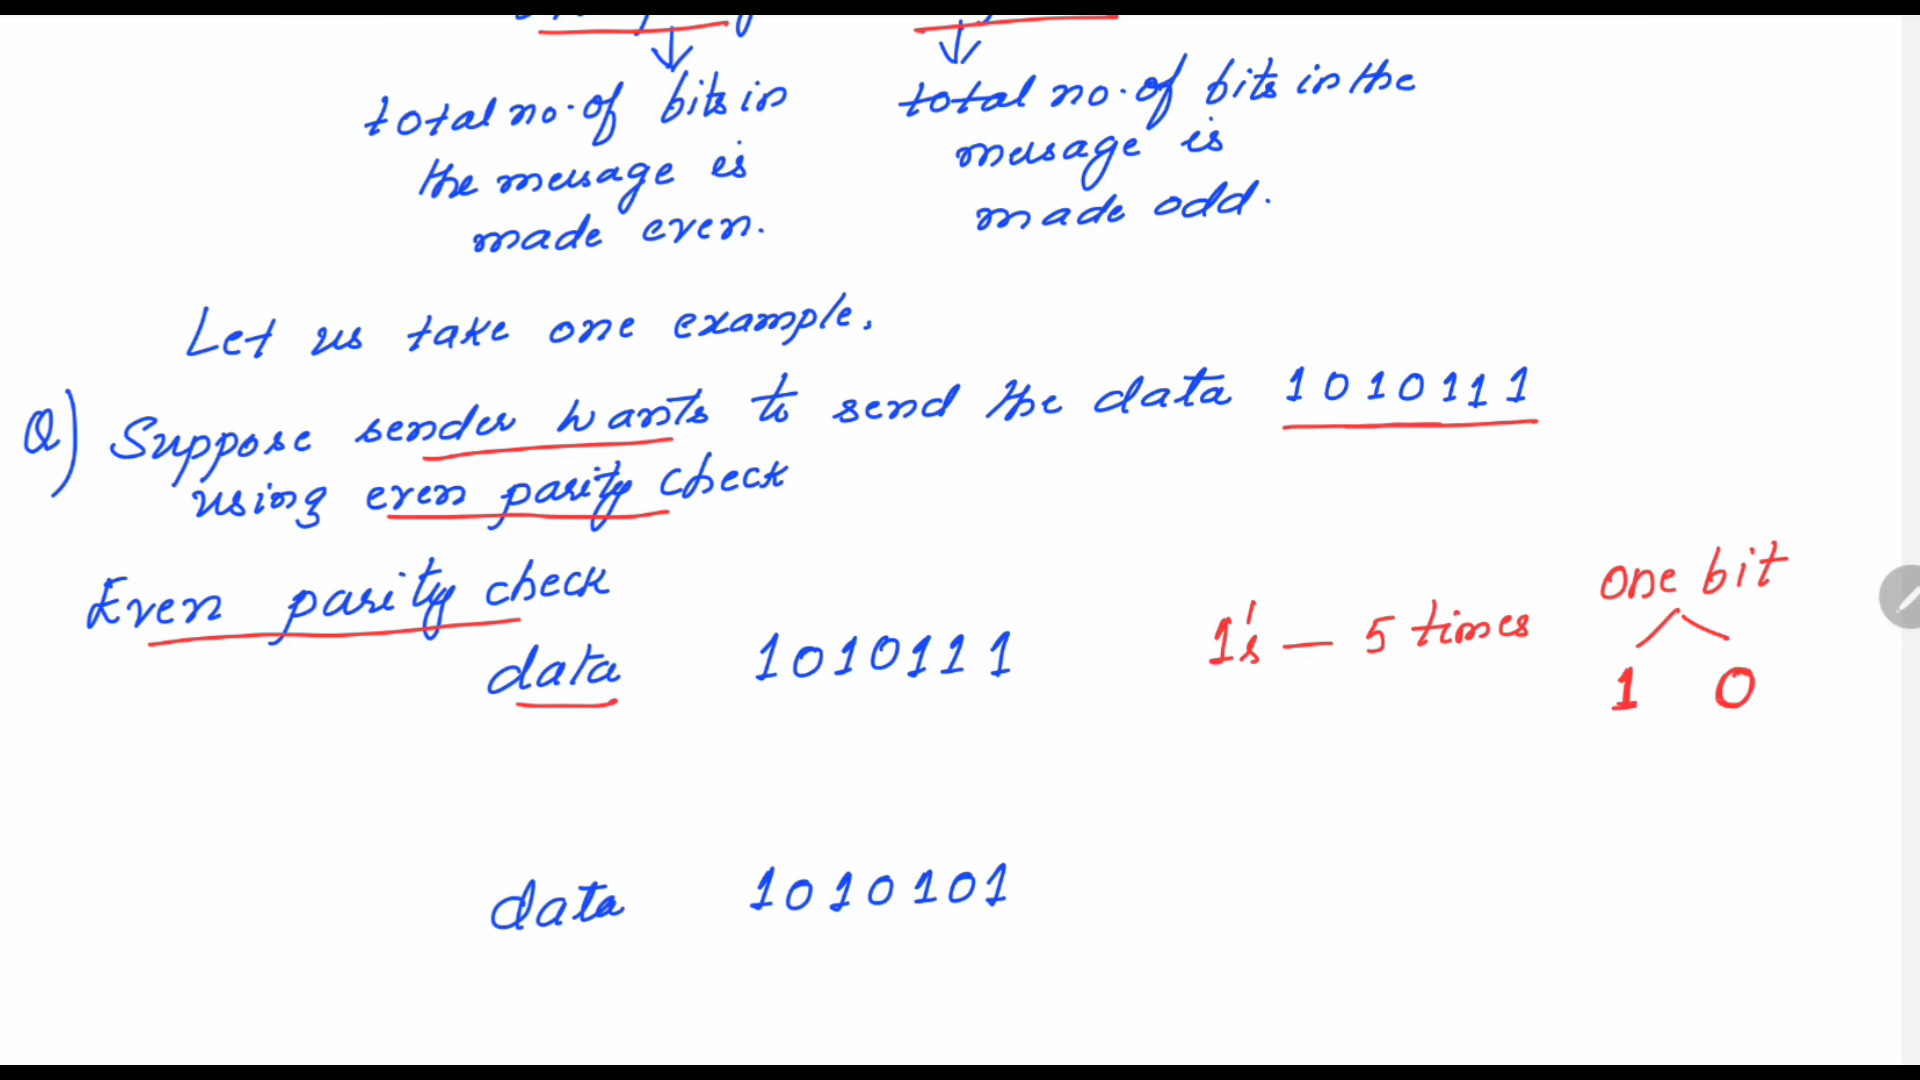 total no. of bits in
the message is
made even.
total no. of bits in the
message is
made odd.
Let us take one example.
Q) Suppose sender wants to send the data 1010111
using even parity check
Even parity check
data 1010111
1's — 5 times
one bit
1 0
data 1010101